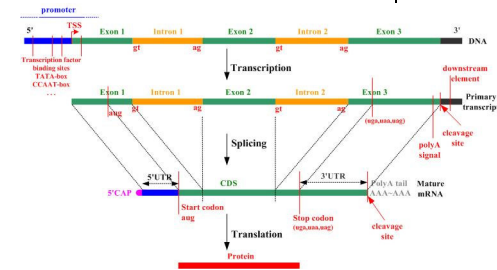 promoter
5' TSS Exon 1 Intron 1 Exon 2 Intron 2 Exon 3 3'
DNA
gt ag gt ag
Transcription factor
binding sites
TATA-box
CCAAT-box
...
Transcription
downstream
element
Exon 1 Intron 1 Exon 2 Intron 2 Exon 3
Primary
transcript
aug gt ag gt ag (uga,uaa,uag)
polyA
signal
cleavage
site
Splicing
5'UTR CDS 3'UTR
5'CAP
PolyA tail
AAA~AAA
Mature
mRNA
Start codon
aug
Stop codon
(uga,uaa,uag)
cleavage
site
Translation
Protein